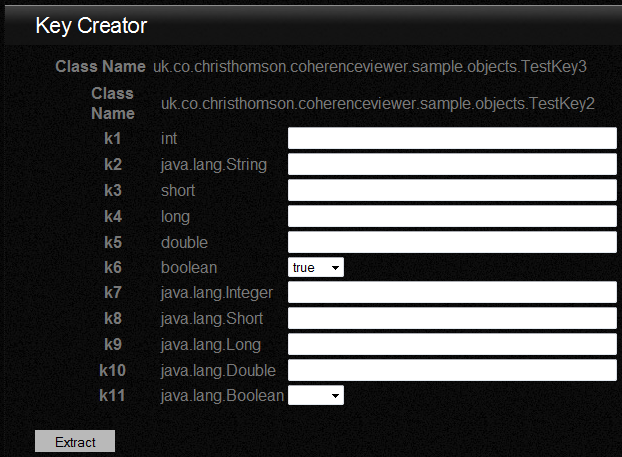 Key Creator
Class Name uk.co.christhomson.coherenceviewer.sample.objects.TestKey3
Class Name uk.co.christhomson.coherenceviewer.sample.objects.TestKey2
k1 int
k2 java.lang.String
k3 short
k4 long
k5 double
k6 boolean true
k7 java.lang.Integer
k8 java.lang.Short
k9 java.lang.Long
k10 java.lang.Double
k11 java.lang.Boolean
Extract